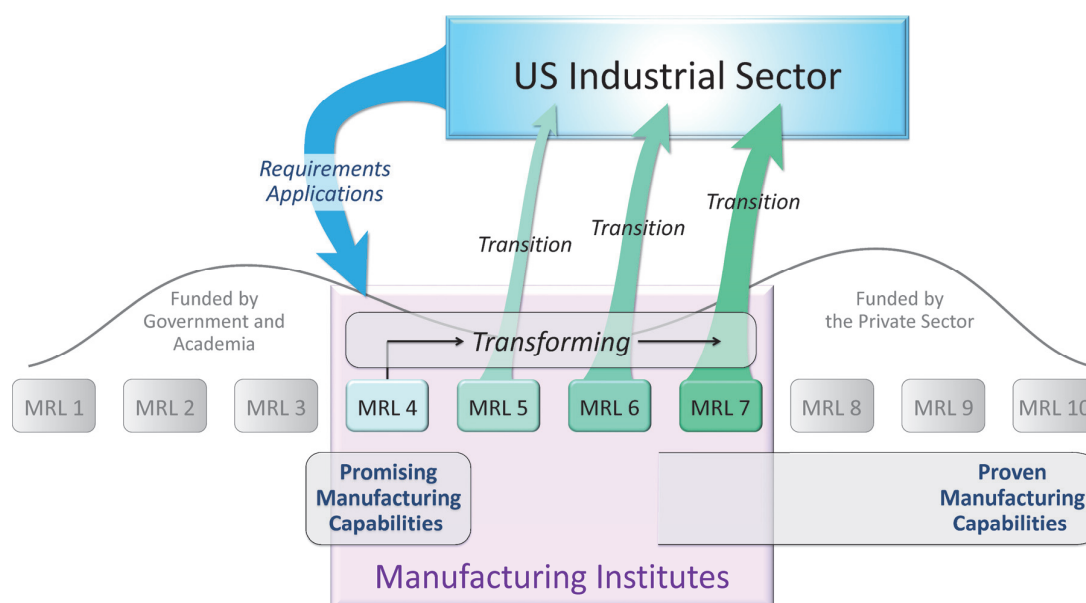 US Industrial Sector
Requirements
Applications
Transition
Transition
Transition
Funded by
Government and
Academia
Funded by
the Private Sector
Transforming
MRL 1
MRL 2
MRL 3
MRL 4
MRL 5
MRL 6
MRL 7
MRL 8
MRL 9
MRL 10
Promising
Manufacturing
Capabilities
Proven
Manufacturing
Capabilities
Manufacturing Institutes